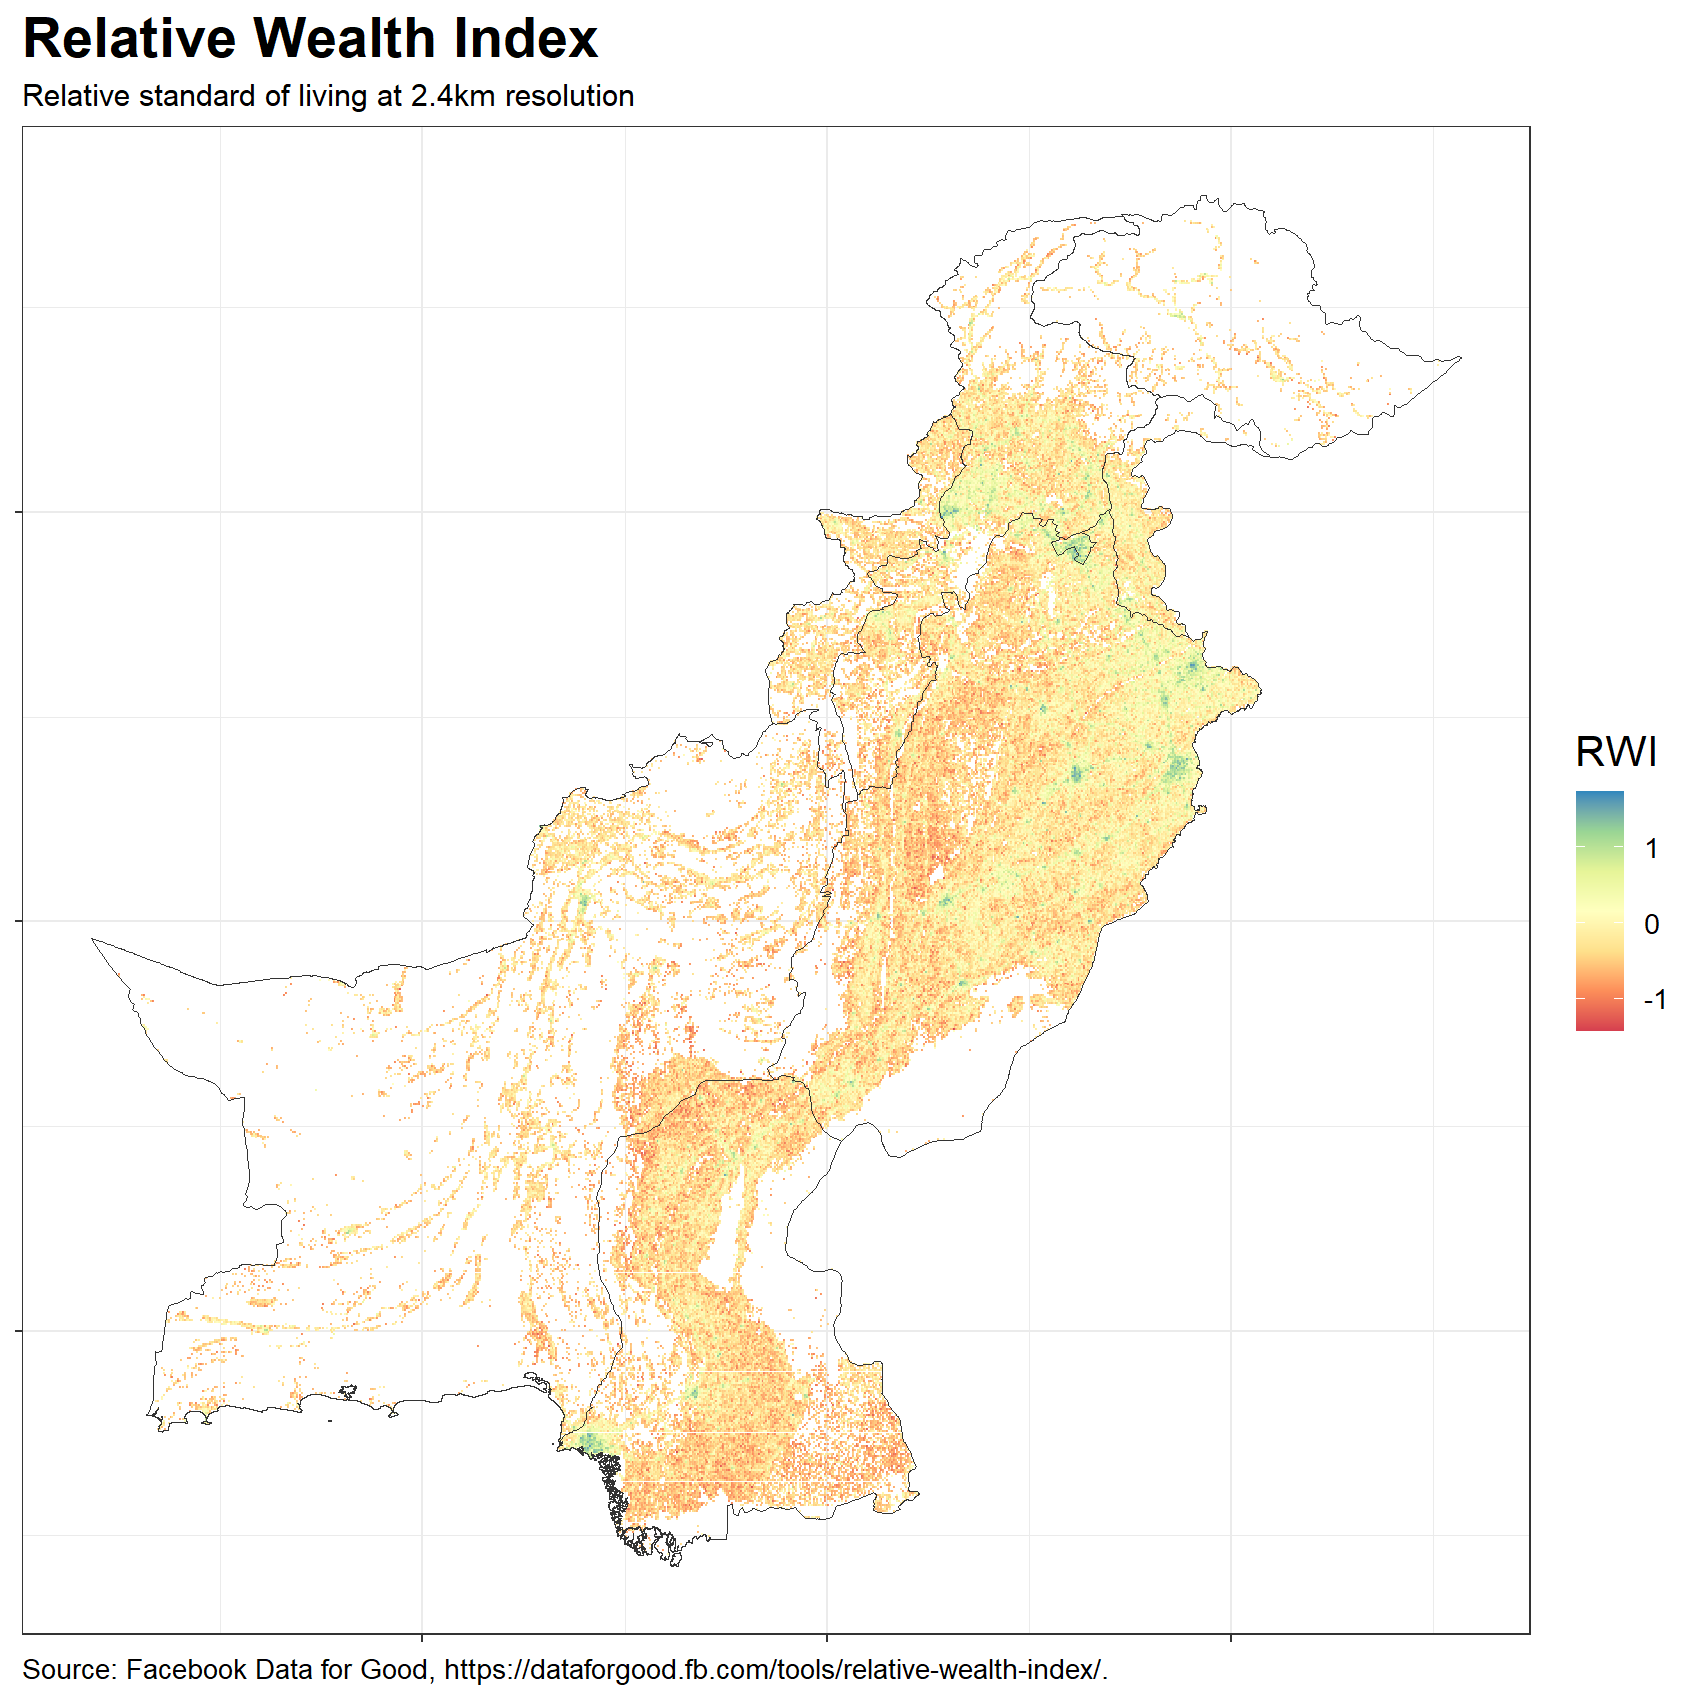 Relative Wealth Index
Relative standard of living at 2.4km resolution
RWI
1
0
-1
Source: Facebook Data for Good, https://dataforgood.fb.com/tools/relative-wealth-index/.